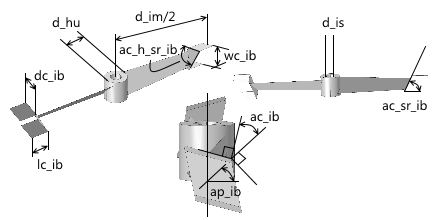 d_im/2
d_hu
ac_h_sr_ib
wc_ib
d_is
dc_ib
ac_sr_ib
ac_ib
lc_ib
ap_ib